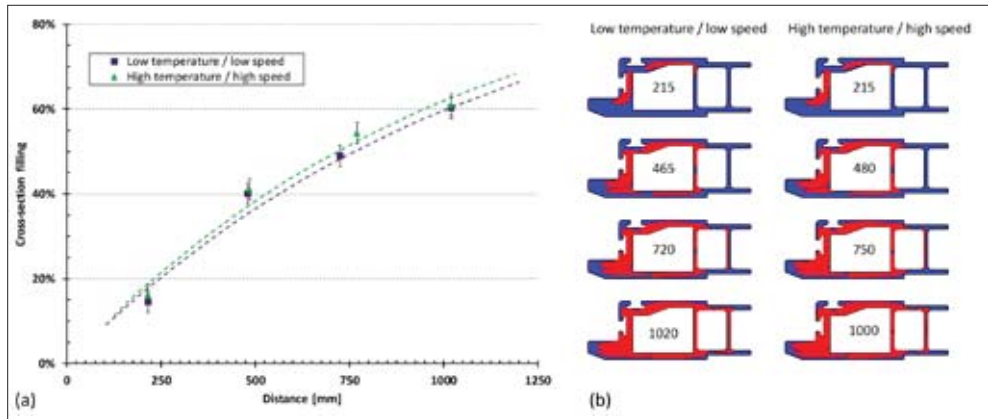 80%
60%
40%
20%
0%
Cross-section filling
Low temperature / low speed
High temperature / high speed
0 250 500 750 1000 1250
Distance [mm]
(a)
Low temperature / low speed High temperature / high speed
215 215
465 480
720 750
1020 1000
(b)